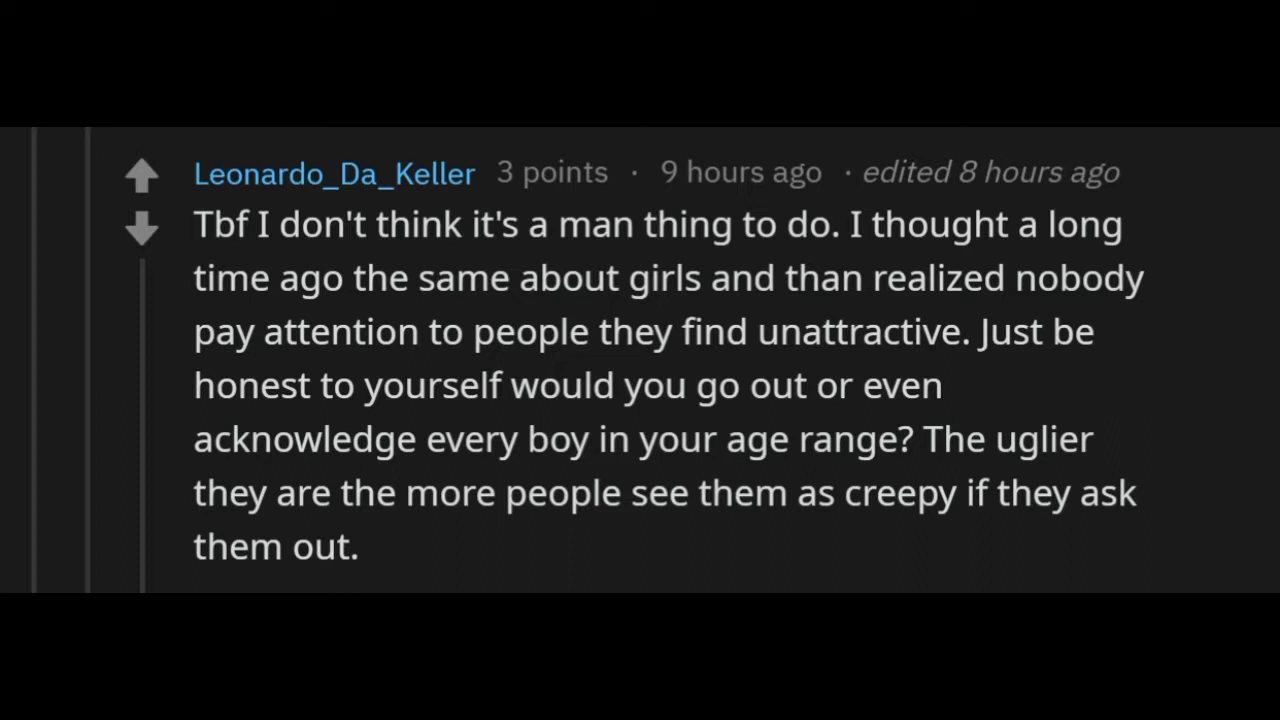 Leonardo_Da_Keller 3 points · 9 hours ago · edited 8 hours ago
Tbf I don't think it's a man thing to do. I thought a long
time ago the same about girls and than realized nobody
pay attention to people they find unattractive. Just be
honest to yourself would you go out or even
acknowledge every boy in your age range? The uglier
they are the more people see them as creepy if they ask
them out.